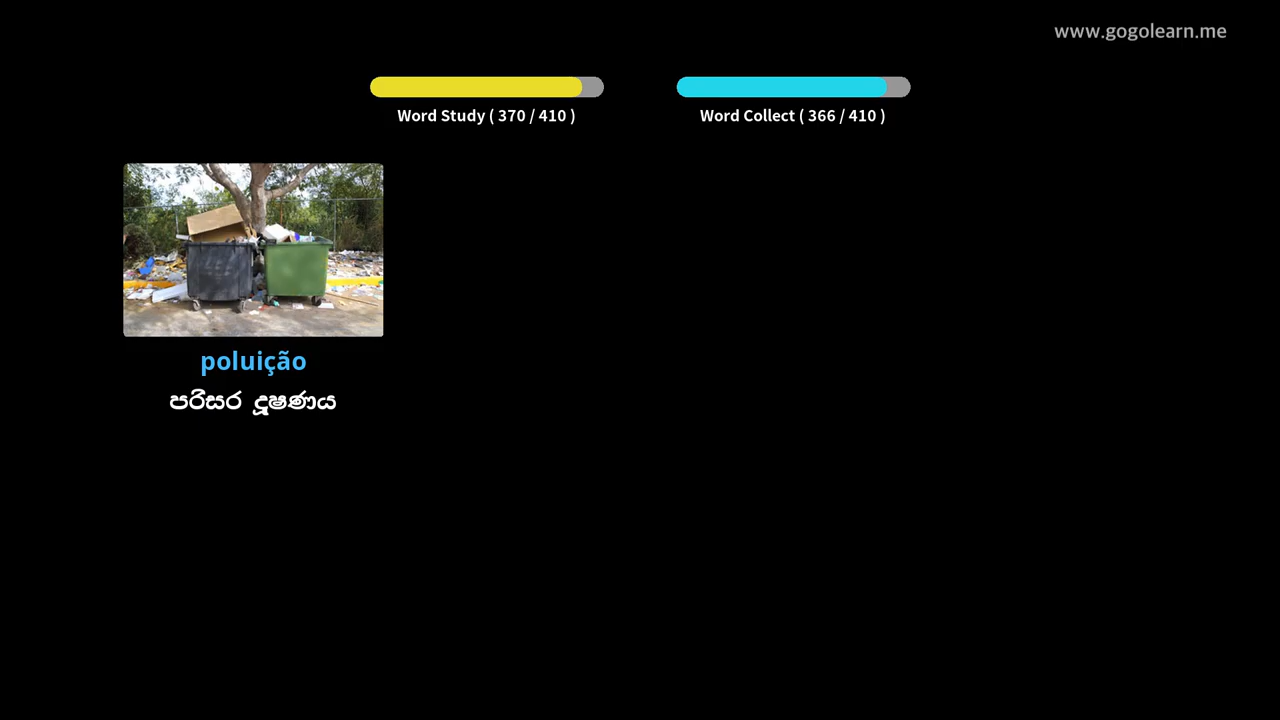 www.gogolearn.me
Word Study ( 370 / 410 )
Word Collect ( 366 / 410 )
poluição
පරිසර දූෂණය